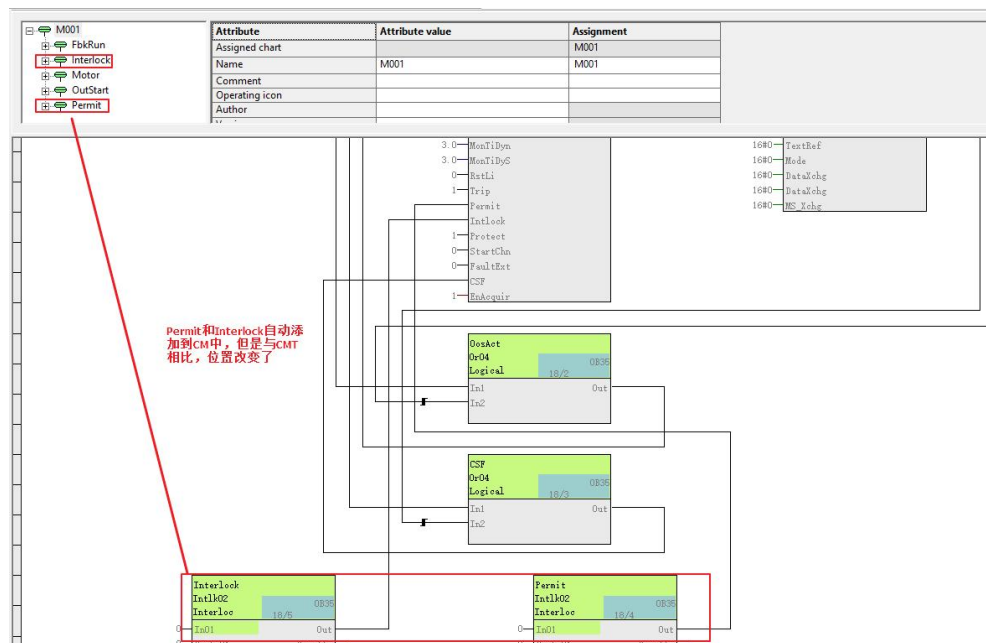 M001
FbkRun
Interlock
Motor
OutStart
Permit
Attribute Attribute value Assignment
Assigned chart M001
Name M001 M001
Comment
Operating icon
Author
3.0 MonTiDyn
3.0 MonTiDyS
0 RstLi
1 Trip
Permit
Intlock
1 Protect
0 StartChn
0 FaultExt
CSF
1 EnAcquir
16#0 TextRef
16#0 Mode
16#0 DataXchg
16#0 DataXchg
16#0 MS_Xchg
Permit和Interlock自动添
加到CM中，但是与CMT
相比，位置改变了
OosAct
Or04 OB35
Logical 18/2
In1 Out
In2
CSF
Or04 OB35
Logical 18/3
In1 Out
In2
Interlock
Intlk02 OB35
Interloc 18/5
0 In01 Out
Permit
Intlk02 OB35
Interloc 18/4
0 In01 Out